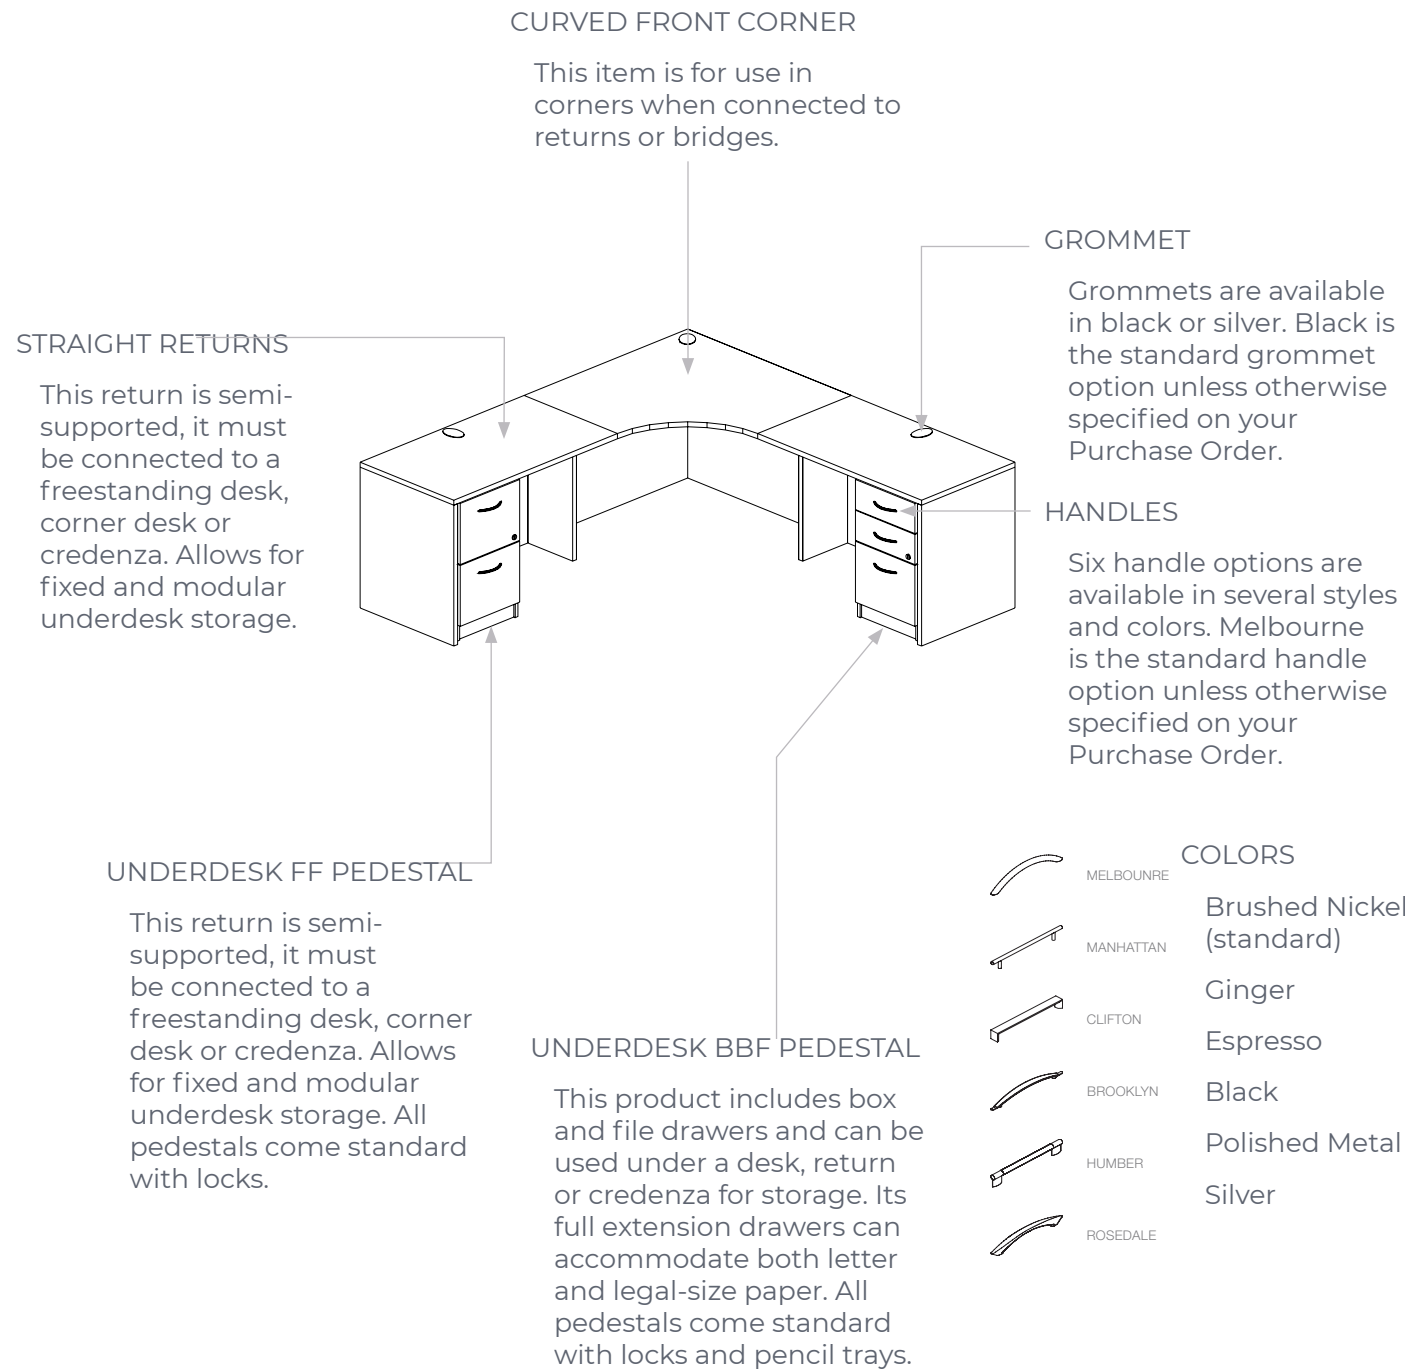 CURVED FRONT CORNER
This item is for use in
corners when connected to
returns or bridges.
GROMMET
Grommets are available
in black or silver. Black is
the standard grommet
option unless otherwise
specified on your
Purchase Order.
STRAIGHT RETURNS
This return is semi-
supported, it must
be connected to a
freestanding desk,
corner desk or
credenza. Allows for
fixed and modular
underdesk storage.
HANDLES
Six handle options are
available in several styles
and colors. Melbourne
is the standard handle
option unless otherwise
specified on your
Purchase Order.
UNDERDESK FF PEDESTAL
This return is semi-
supported, it must
be connected to a
freestanding desk, corner
desk or credenza. Allows
for fixed and modular
underdesk storage. All
pedestals come standard
with locks.
UNDERDESK BBF PEDESTAL
This product includes box
and file drawers and can be
used under a desk, return
or credenza for storage. Its
full extension drawers can
accommodate both letter
and legal-size paper. All
pedestals come standard
with locks and pencil trays.
MELBOUNRE
MANHATTAN
CLIFTON
BROOKLYN
HUMBER
ROSEDALE
COLORS
Brushed Nickel
(standard)
Ginger
Espresso
Black
Polished Metal
Silver